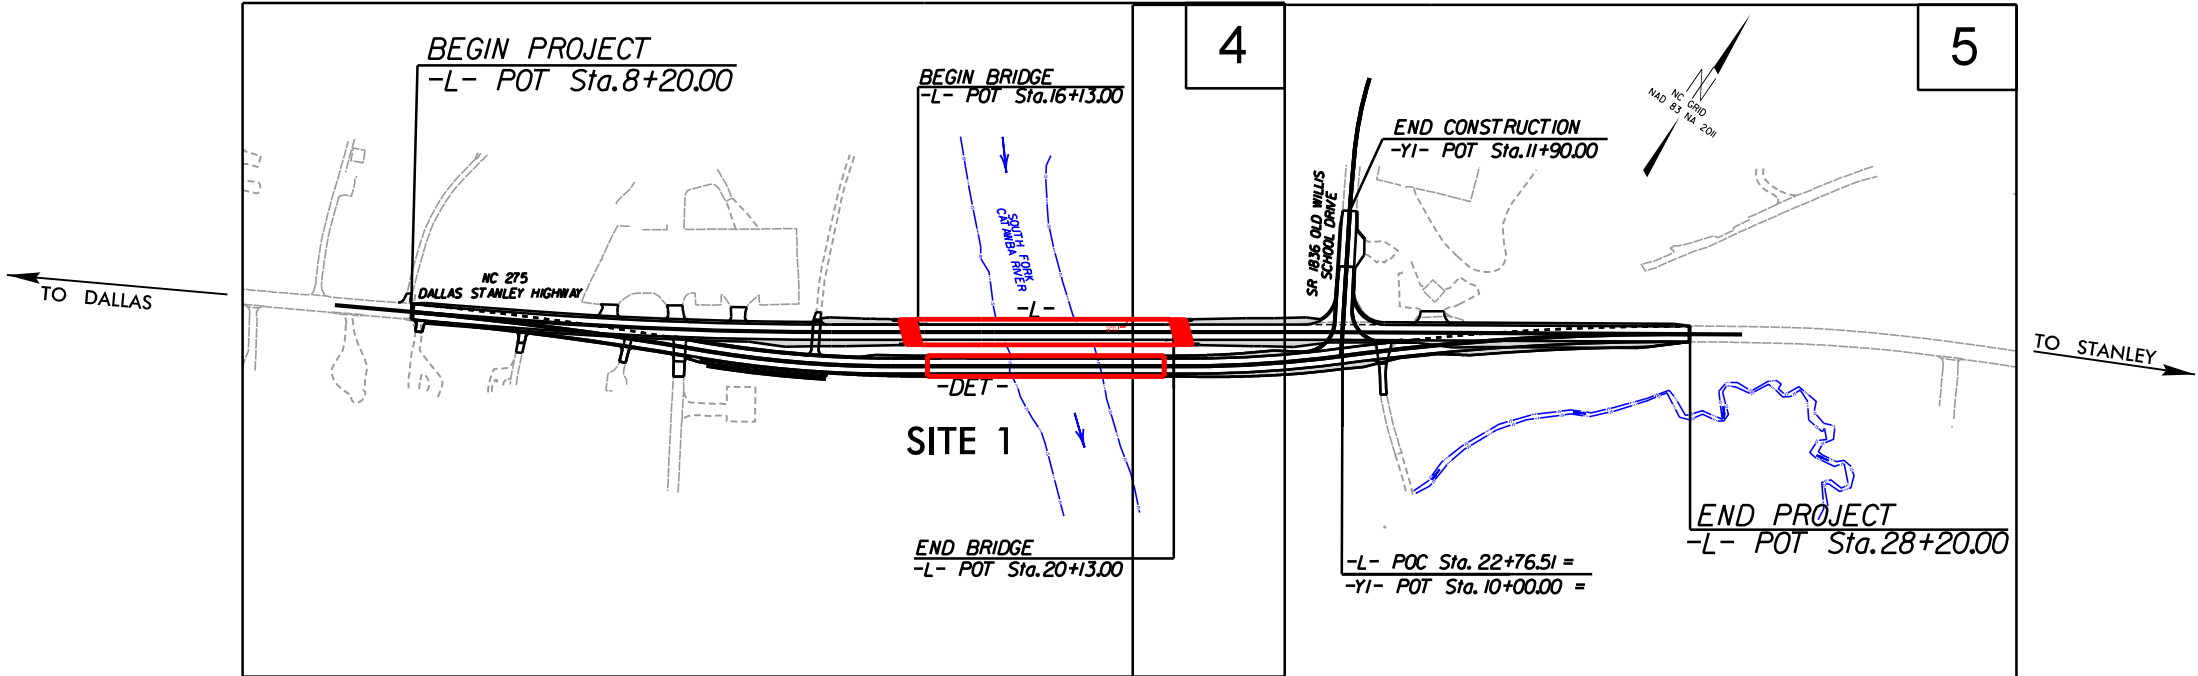 BEGIN PROJECT
-L- POT Sta.8+20.00
BEGIN BRIDGE
-L- POT Sta.16+13.00
4
5
NC GRID
NAD 83 NA 2011
N
END CONSTRUCTION
-Y1- POT Sta.11+90.00
SOUTH FORK
CATAWBA RIVER
SR 1836 OLD WILLIS
SCHOOL DRIVE
TO DALLAS
NC 275
DALLAS STANLEY HIGHWAY
-L-
TO STANLEY
-DET-
SITE 1
END BRIDGE
-L- POT Sta.20+13.00
-L- POC Sta. 22+76.51 =
-Y1- POT Sta. 10+00.00 =
END PROJECT
-L- POT Sta.28+20.00